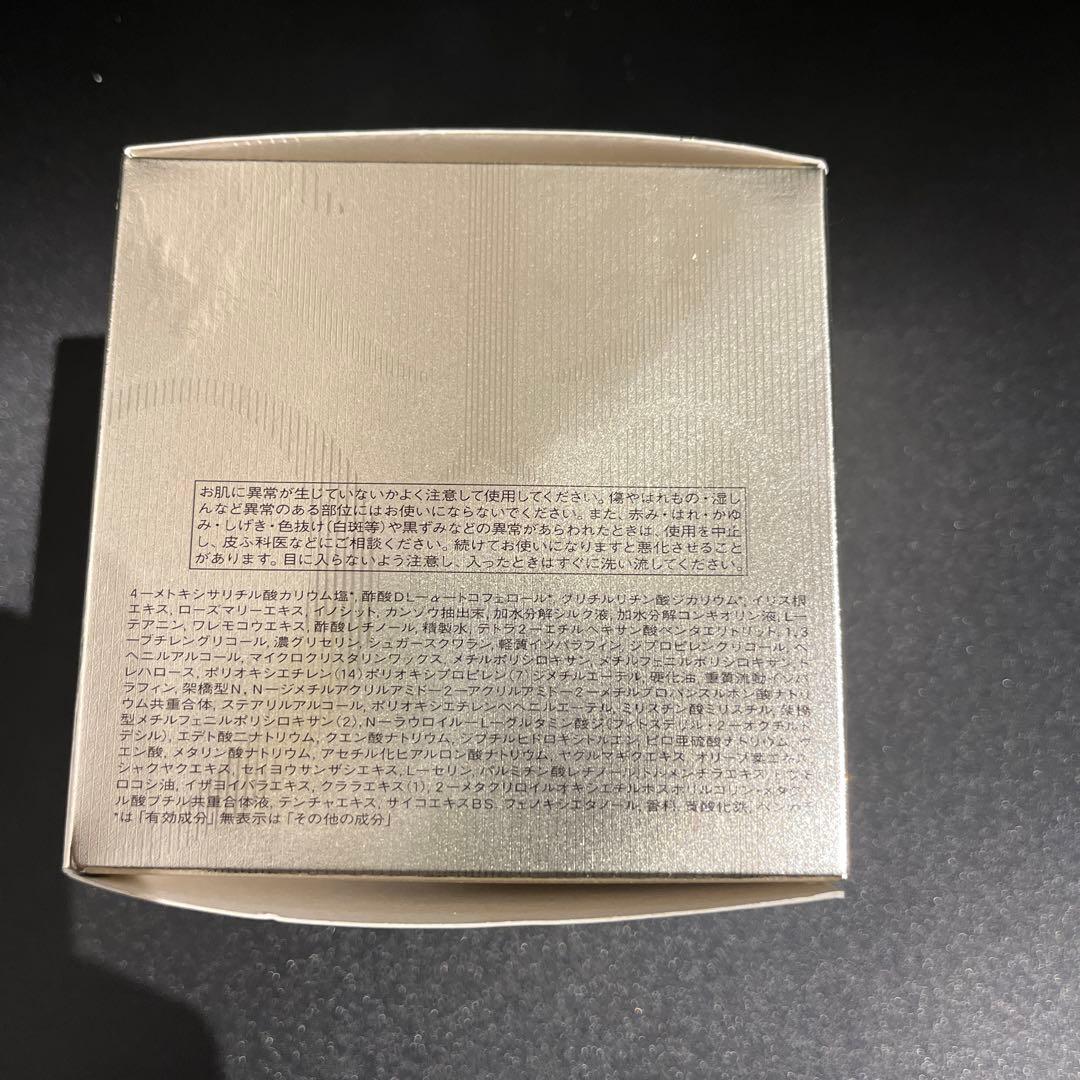 お肌に異常が生じていないかよく注意して使用してください。傷やはれもの・湿し
んなど異常のある部位にはお使いにならないでください。また、赤み・はれ・かゆ
み・しげき・色抜け(白斑等)や黒ずみなどの異常があらわれたときは、使用を中止
し、皮ふ科医などにご相談ください。続けてお使いになりますと悪化させること
があります。目に入らないよう注意し、入ったときはすぐに洗い流してください。
4ーメトキシサリチル酸カリウム塩*, 酢酸DLーαートコフェロール*, グリチルリチン酸ジカリウム*, イリス根
エキス, ローズマリーエキス, イノシット, カンゾウ抽出末, 加水分解シルク液, 加水分解コンキオリン液, Lー
テアニン, ワレモコウエキス, 酢酸レチノール, 精製水, テトラ2ーエチルヘキサン酸ペンタエリトリット, 1,3
ーブチレングリコール, 濃グリセリン, シュガースクワラン, 軽質イソパラフィン, ジプロピレングリコール, ベ
ヘニルアルコール, マイクロクリスタリンワックス, メチルポリシロキサン, メチルフェニルポリシロキサン, ト
レハロース, ポリオキシエチレン(14)ポリオキシプロピレン(7)ジメチルエーテル, 硬化油, 重質流動イソパ
ラフィン, 架橋型N, Nージメチルアクリルアミドー2ーアクリルアミドー2ーメチルプロパンスルホン酸ナトリ
ウム共重合体, ステアリルアルコール, ポリオキシエチレンベヘニルエーテル, ミリスチン酸ミリスチル, 架橋
型メチルフェニルポリシロキサン(2), NーラウロイルーLーグルタミン酸ジ(フィトステリル・2ーオクチルド
デシル), エデト酸二ナトリウム, クエン酸ナトリウム, ジブチルヒドロキシトルエン, ピロ亜硫酸ナトリウム, ク
エン酸, メタリン酸ナトリウム, アセチル化ヒアルロン酸ナトリウム, ヤグルマギクエキス, オリーブ葉エキス,
シャクヤクエキス, セイヨウサンザシエキス, Lーセリン, パルミチン酸レチノール, トルメンチラエキス, トウモ
ロコシ油, イザヨイバラエキス, クララエキス(1), 2ーメタクリロイルオキシエチルホスホリルコリン・メタクリ
ル酸ブチル共重合体液, テンチャエキス, サイコエキスBS, フェノキシエタノール, 香料, 黄酸化鉄,
*は「有効成分」無表示は「その他の成分」